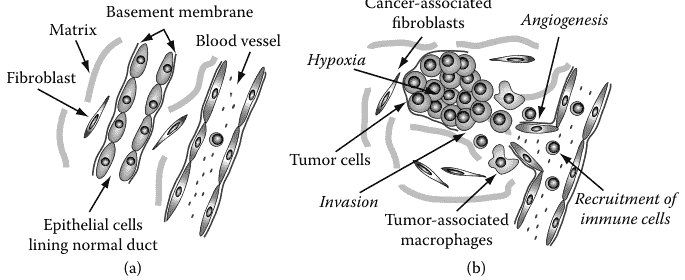 (a)
Basement membrane
Matrix
Blood vessel
Fibroblast
Epithelial cells
lining normal duct
(b)
Cancer-associated
fibroblasts
Angiogenesis
Hypoxia
Tumor cells
Invasion
Tumor-associated
macrophages
Recruitment of
immune cells
(a)
(b)